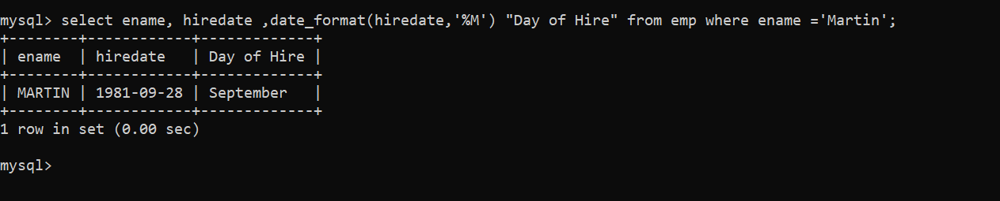 mysql> select ename, hiredate ,date_format(hiredate,'%M') "Day of Hire" from emp where ename ='Martin';
+--------+------------+-------------+
| ename  | hiredate   | Day of Hire |
+--------+------------+-------------+
| MARTIN | 1981-09-28 | September   |
+--------+------------+-------------+
1 row in set (0.00 sec)
mysql>